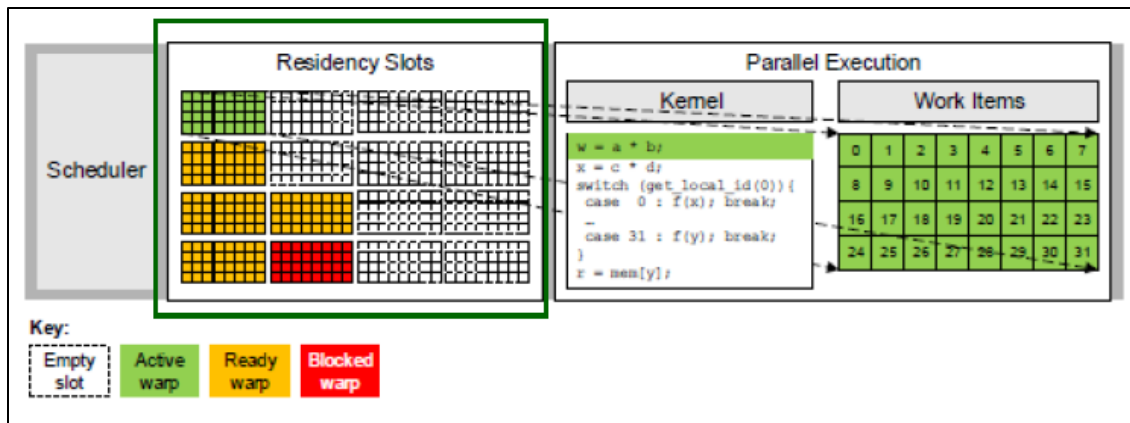 Residency Slots
Parallel Execution
Scheduler
Kernel
Work Items
w = a * b;
x = c * d;
switch (get_local_id(0)){
case 0 : f(x); break;
…
case 31 : f(y); break;
}
r = mem[y];
0 1 2 3 4 5 6 7
8 9 10 11 12 13 14 15
16 17 18 19 20 21 22 23
24 25 26 27 28 29 30 31
Key:
Empty slot
Active warp
Ready warp
Blocked warp